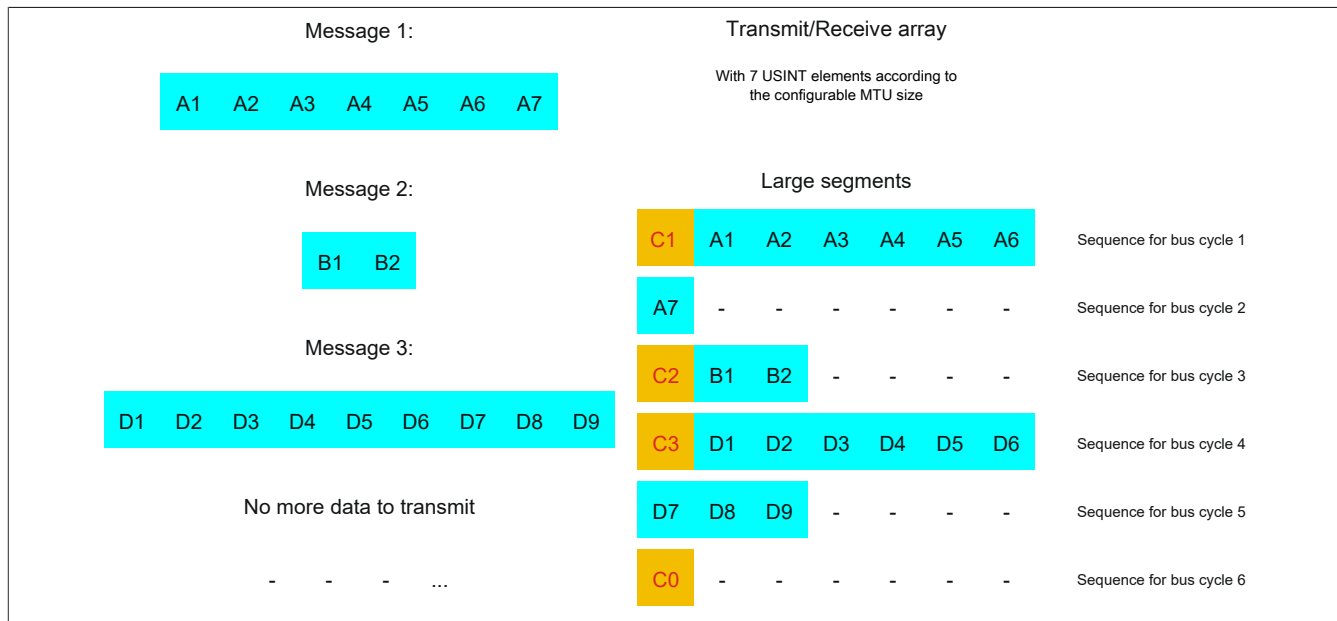 Message 1:
A1 A2 A3 A4 A5 A6 A7
Message 2:
B1 B2
Message 3:
D1 D2 D3 D4 D5 D6 D7 D8 D9
No more data to transmit
- - - ...
Transmit/Receive array
With 7 USINT elements according to
the configurable MTU size
Large segments
C1 A1 A2 A3 A4 A5 A6 Sequence for bus cycle 1
A7 - - - - - - Sequence for bus cycle 2
C2 B1 B2 - - - - Sequence for bus cycle 3
C3 D1 D2 D3 D4 D5 D6 Sequence for bus cycle 4
D7 D8 D9 - - - - Sequence for bus cycle 5
C0 - - - - - - Sequence for bus cycle 6